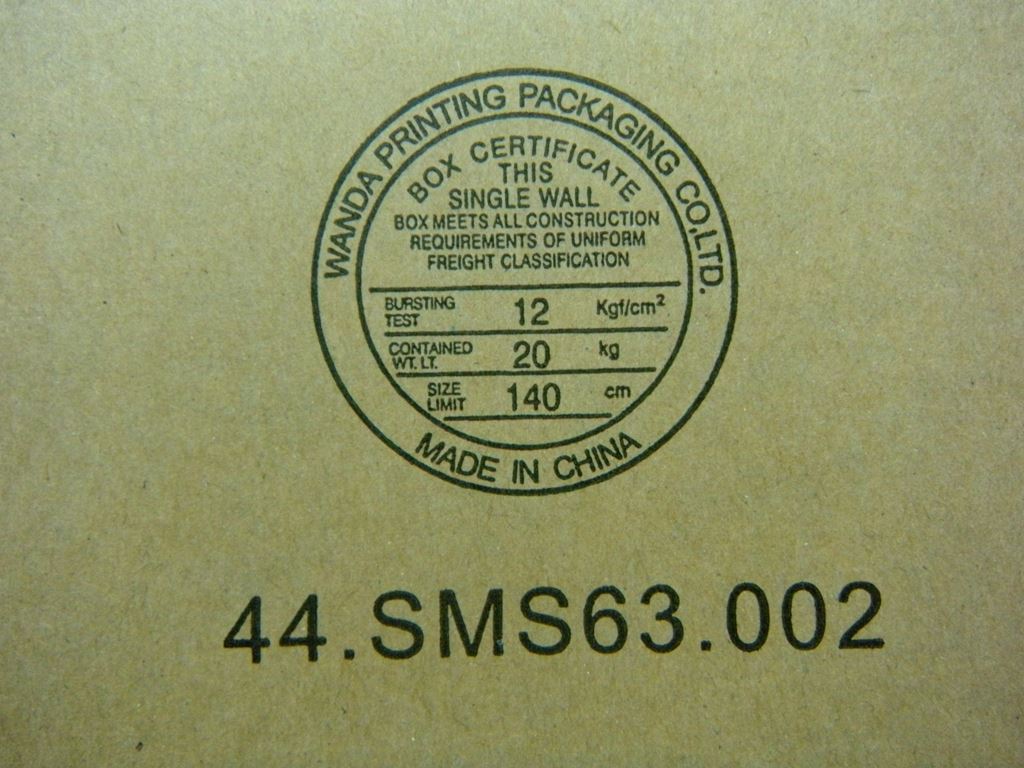 WANDA PRINTING PACKAGING CO.,LTD.
BOX CERTIFICATE
THIS
SINGLE WALL
BOX MEETS ALL CONSTRUCTION
REQUIREMENTS OF UNIFORM
FREIGHT CLASSIFICATION
BURSTING TEST 12 Kgf/cm²
CONTAINED WT. LT. 20 kg
SIZE LIMIT 140 cm
MADE IN CHINA
44.SMS63.002